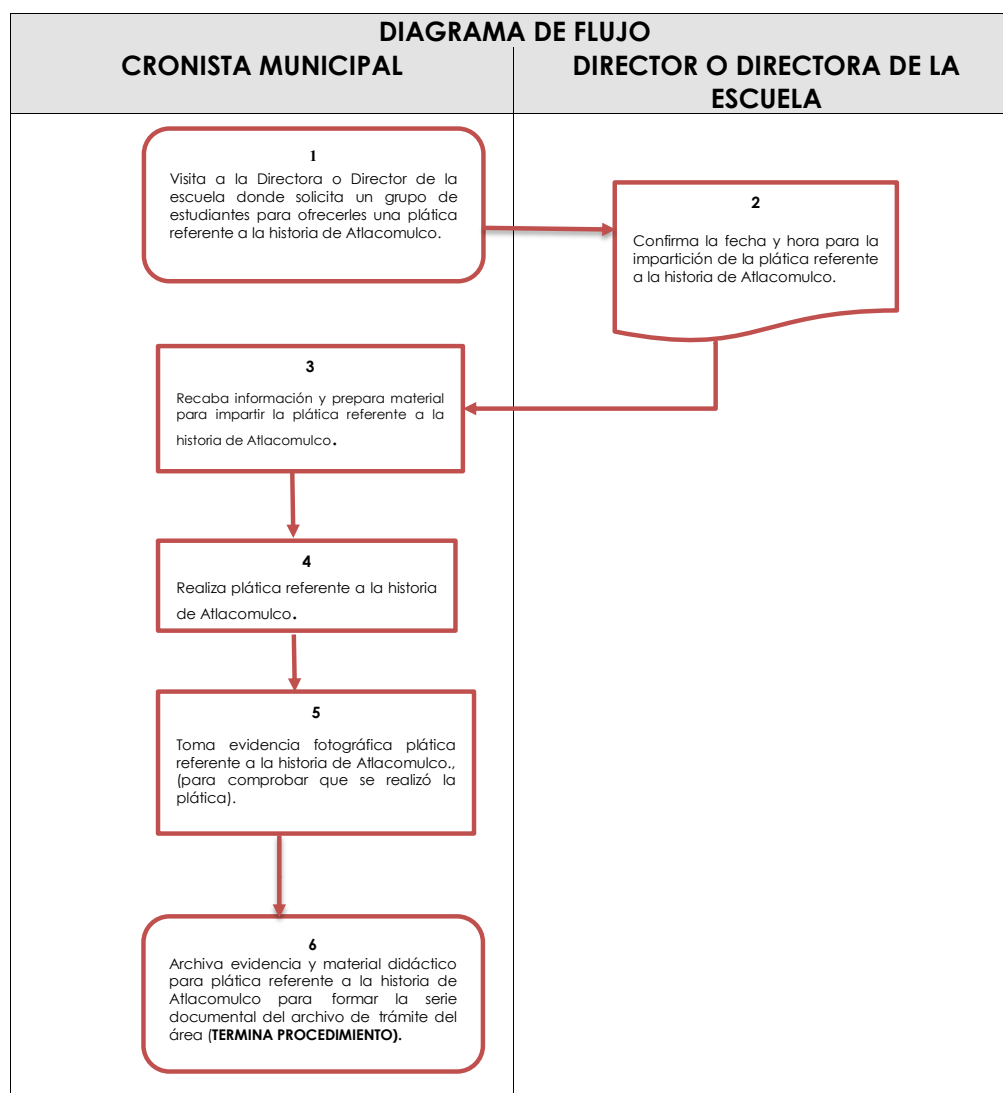 DIAGRAMA DE FLUJO
CRONISTA MUNICIPAL
DIRECTOR O DIRECTORA DE LA
ESCUELA
1
Visita a la Directora o Director de la
escuela donde solicita un grupo de
estudiantes para ofrecerles una plática
referente a la historia de Atlacomulco.
2
Confirma la fecha y hora para la
impartición de la plática referente
a la historia de Atlacomulco.
3
Recaba información y prepara material
para impartir la plática referente a la
historia de Atlacomulco.
4
Realiza plática referente a la historia
de Atlacomulco.
5
Toma evidencia fotográfica plática
referente a la historia de Atlacomulco.,
(para comprobar que se realizó la
plática).
6
Archiva evidencia y material didáctico
para plática referente a la historia de
Atlacomulco para formar la serie
documental del archivo de trámite del
área (TERMINA PROCEDIMIENTO).